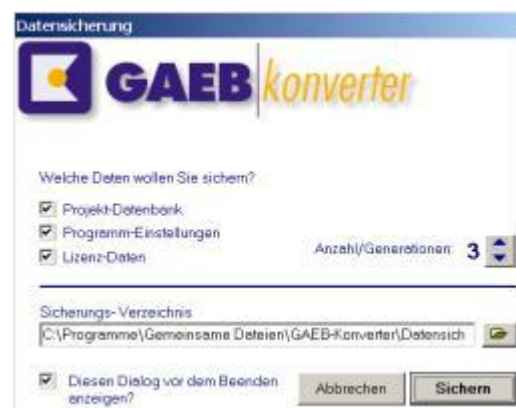 Datensicherung
GAEB konverter
Welche Daten wollen Sie sichern?
Projekt-Datenbank
Programm-Einstellungen
Lizenz-Daten
Anzahl/Generationen: 3
Sicherungs-Verzeichnis
C:\Programme\Gemeinsame Dateien\GAEB-Konverter\Datensich
Diesen Dialog vor dem Beenden
anzeigen?
Abbrechen
Sichern